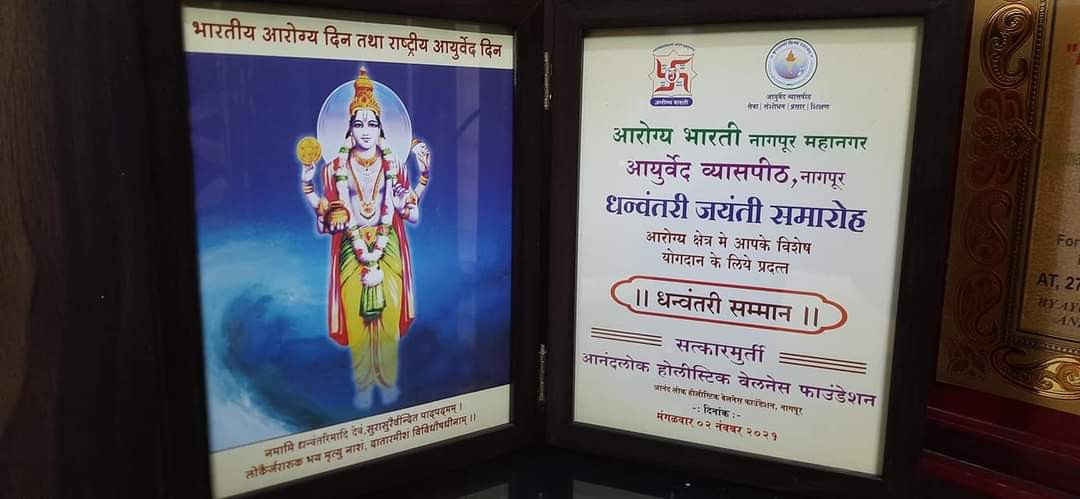 भारतीय आरोग्य दिन तथा राष्ट्रीय आयुर्वेद दिन
नमामि धन्वंतरिमादि देवं,सुरासुरैर्वन्दित पादपद्मम् ।
लोकैर्जरारुक भय मृत्यु नाशं, दातारमीशं विविधौषधीनाम् ।।
आरोग्य भारती
आयुर्वेद व्यासपीठ
सेवा | संशोधन | प्रसार | शिक्षण
आरोग्य भारती नागपूर महानगर
आयुर्वेद व्यासपीठ,नागपूर
धन्वंतरी जयंती समारोह
आरोग्य क्षेत्र मे आपके विशेष
योगदान के लिये प्रदत्त
।। धन्वंतरी सम्मान ।।
सत्कारमुर्ती
आनंदलोक होलीस्टिक वेलनेस फाउंडेशन
आनंद लोक होलीस्टिक वेलनेस फाउंडेशन, नागपूर
-: दिनांक :-
मंगळवार ०२ नंवबर २०२१
For
AT, 27
BY AY
AN